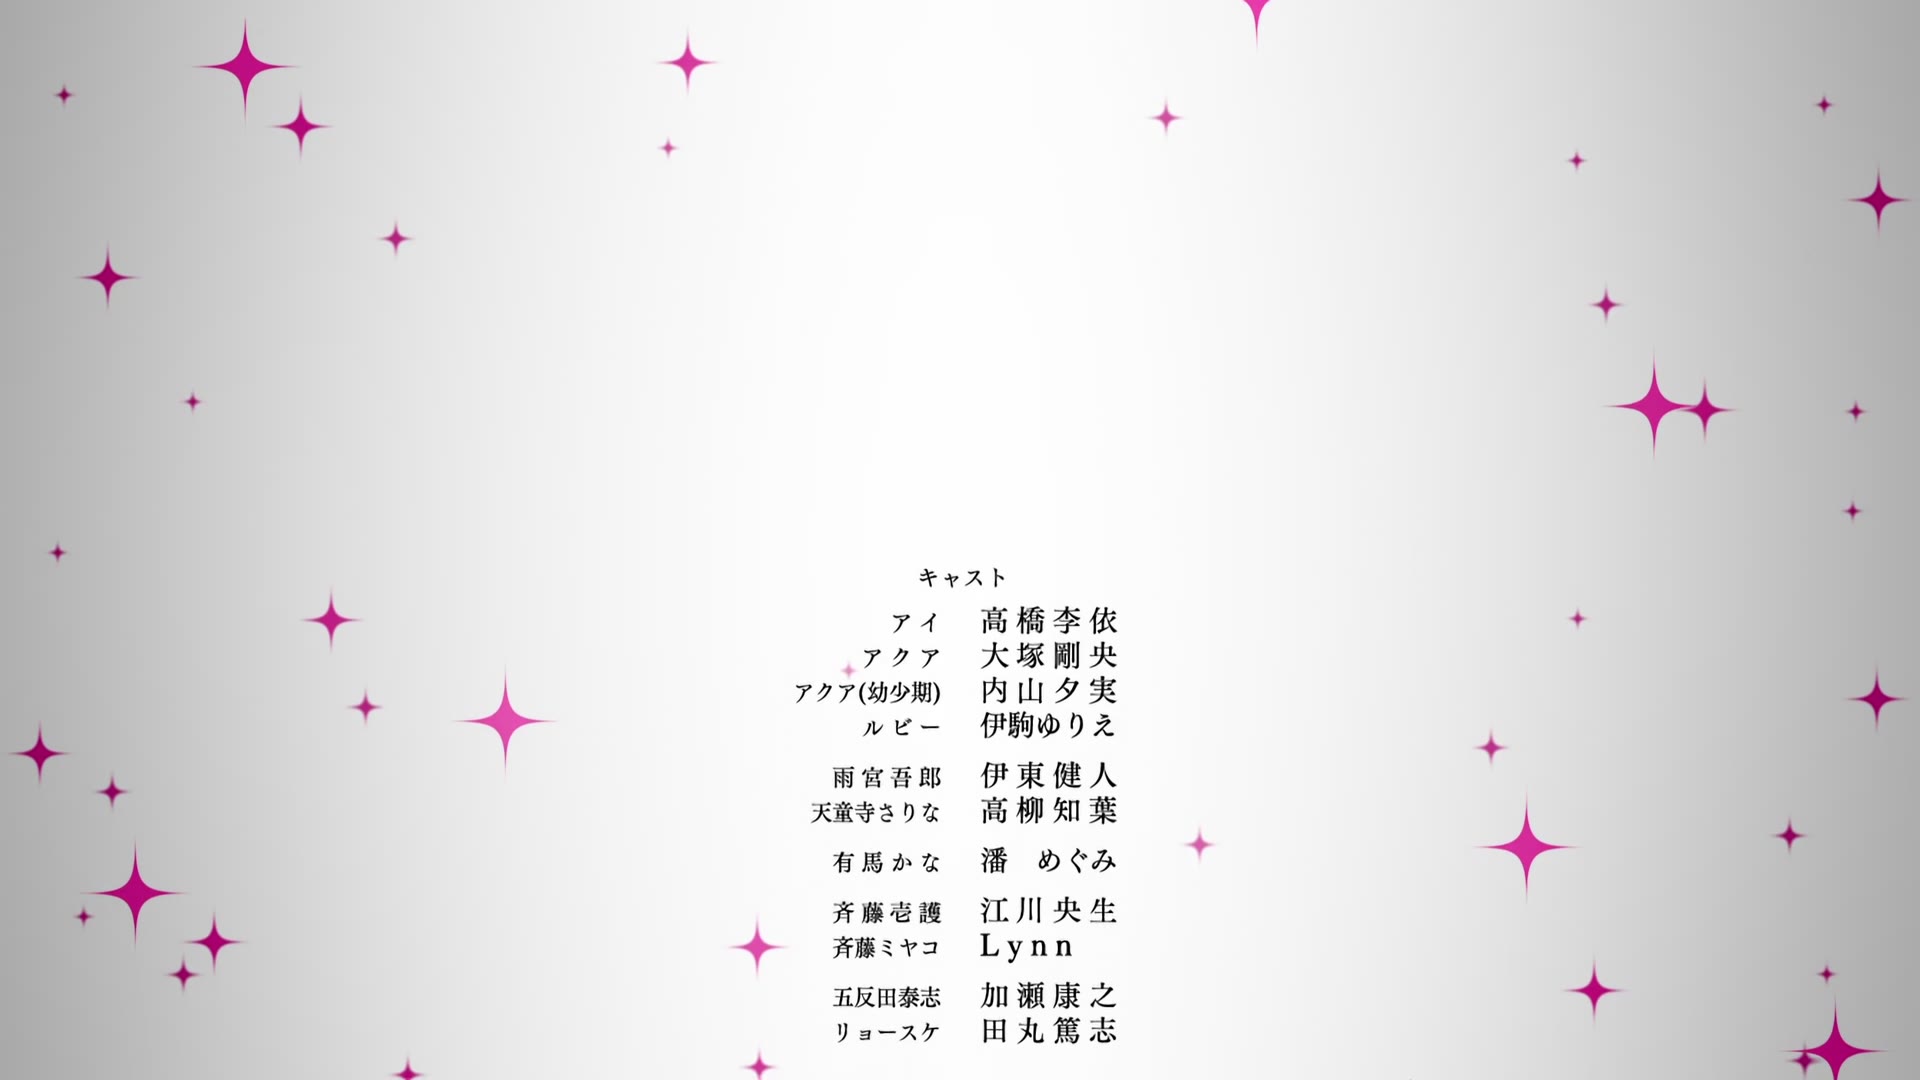 キャスト
アイ 高橋李依
アクア 大塚剛央
アクア(幼少期) 内山夕実
ルビー 伊駒ゆりえ
雨宮吾郎 伊東健人
天童寺さりな 高柳知葉
有馬かな 潘　めぐみ
斉藤壱護 江川央生
斉藤ミヤコ Lynn
五反田泰志 加瀬康之
リョースケ 田丸篤志